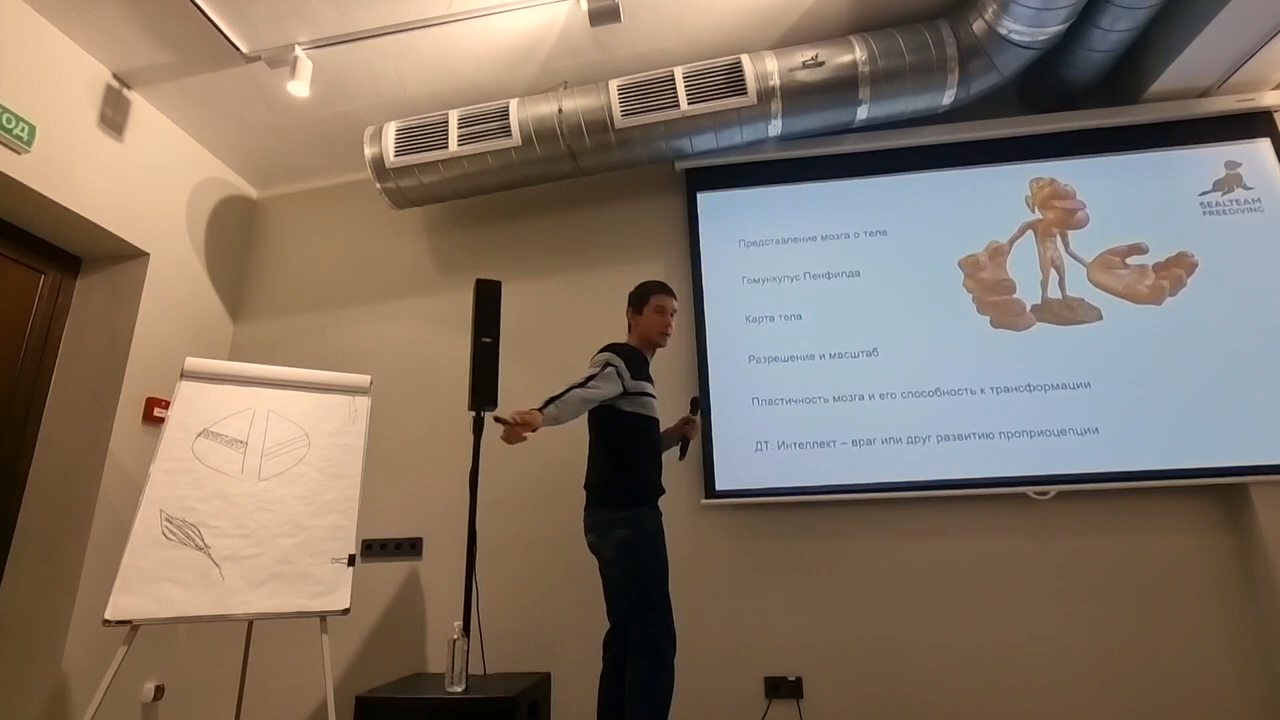 ОД
Представление мозга о теле
Гомункулус Пенфилда
Карта тела
Разрешение и масштаб
Пластичность мозга и его способность к трансформации
ДТ: Интеллект – враг или друг развитию проприоцепции
SEALTEAM
FREEDIVING